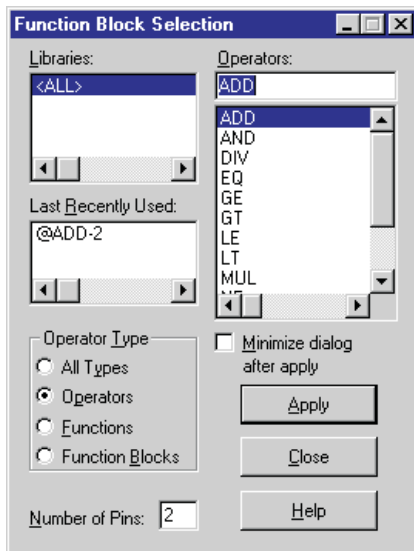 Function Block Selection
Libraries:
<ALL>
Last Recently Used:
@ADD-2
Operator Type
All Types
Operators
Functions
Function Blocks
Number of Pins: 2
Operators:
ADD
ADD
AND
DIV
EQ
GE
GT
LE
LT
MUL
Minimize dialog
after apply
Apply
Close
Help